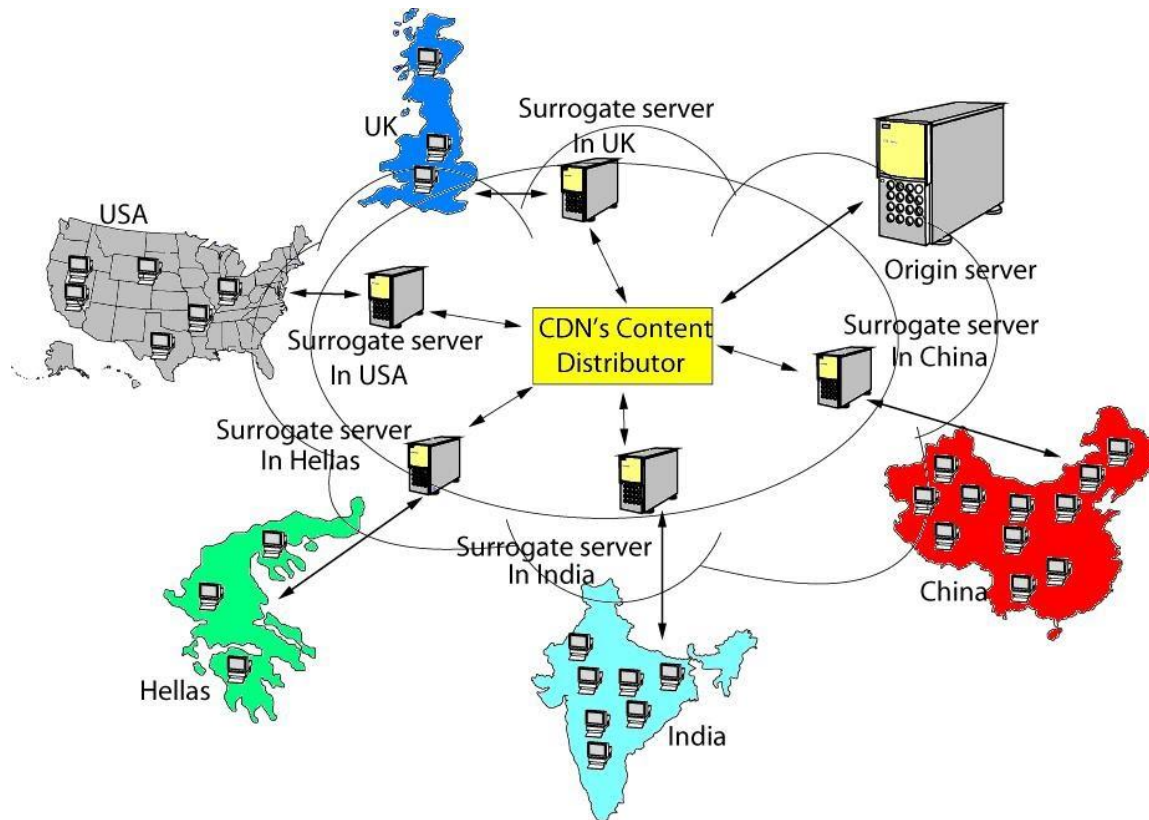 Surrogate server
In UK
UK
USA
Origin server
CDN's Content
Distributor
Surrogate server
In USA
Surrogate server
In China
Surrogate server
In Hellas
Surrogate server
In India
China
Hellas
India